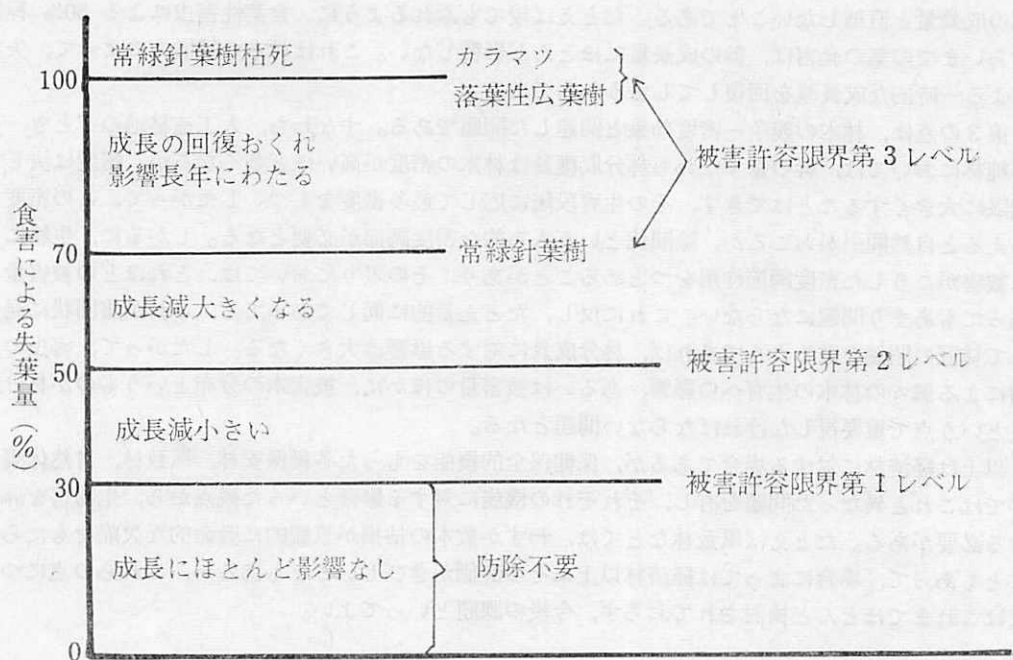 食害による失葉量(%)
100
常緑針葉樹枯死
カラマツ
落葉性広葉樹
成長の回復おくれ
影響長年にわたる
被害許容限界第3レベル
70
常緑針葉樹
成長減大きくなる
50
被害許容限界第2レベル
成長減小さい
30
被害許容限界第1レベル
成長にほとんど影響なし
防除不要
0